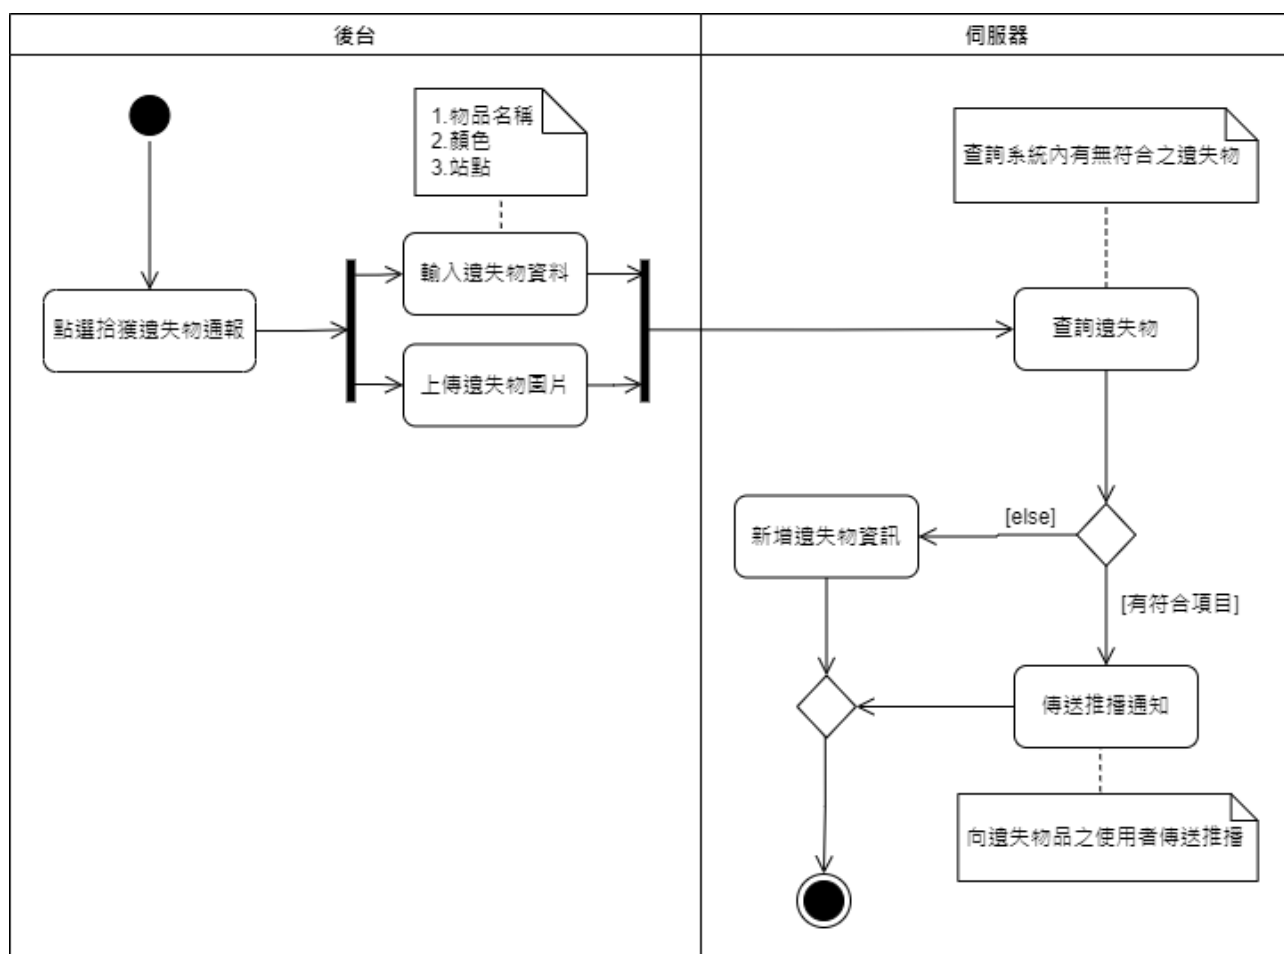 後台
伺服器
1.物品名稱
2.顏色
3.站點
查詢系統內有無符合之遺失物
輸入遺失物資料
點選拾獲遺失物通報
查詢遺失物
上傳遺失物圖片
[else]
新增遺失物資訊
[有符合項目]
傳送推播通知
向遺失物品之使用者傳送推播